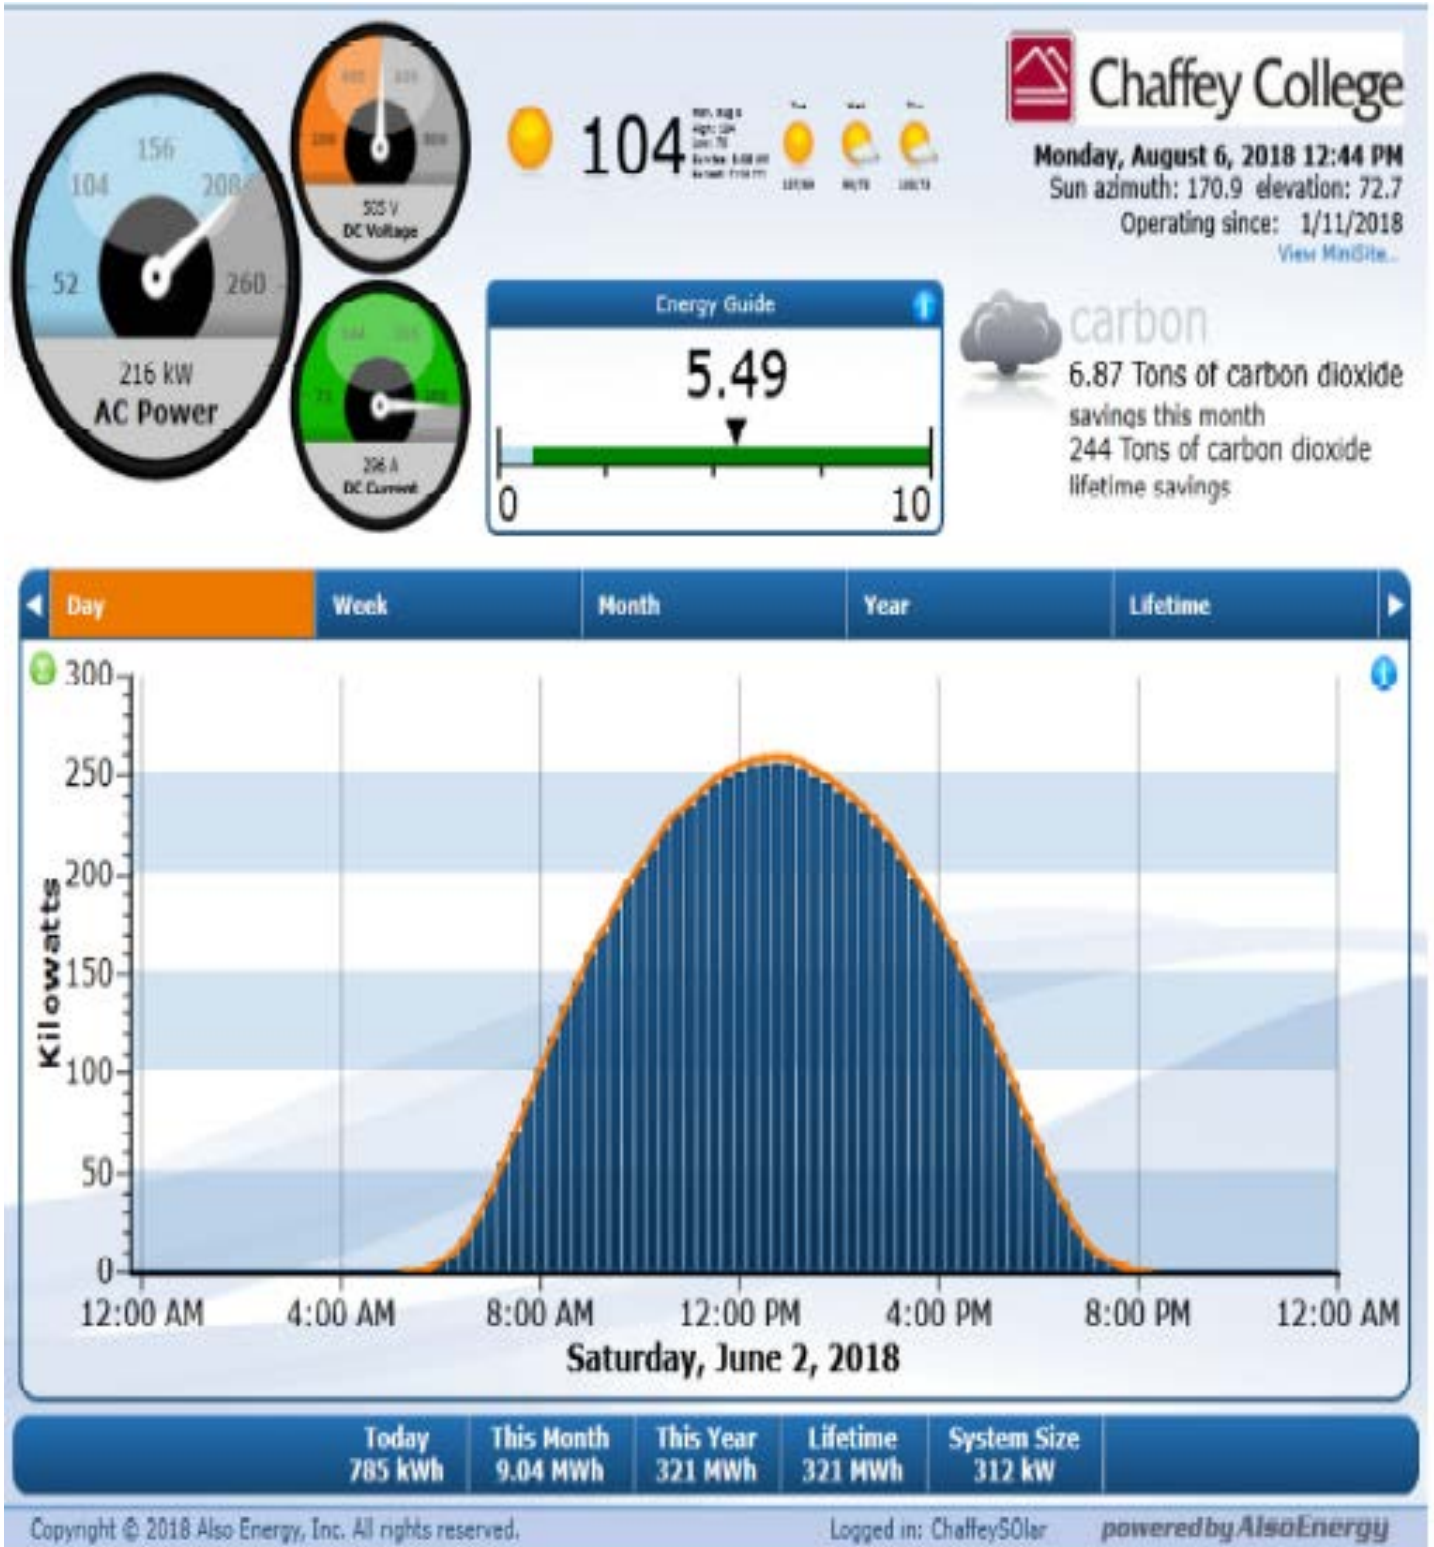 Chaffey College
Monday, August 6, 2018 12:44 PM
Sun azimuth: 170.9 elevation: 72.7
Operating since: 1/11/2018
View MiniSite...
104
156
104
208
52
260
216 kW
AC Power
505 V
DC Voltage
296 A
DC Current
Energy Guide
5.49
0
10
carbon
6.87 Tons of carbon dioxide
savings this month
244 Tons of carbon dioxide
lifetime savings
Day
Week
Month
Year
Lifetime
Kilowatts
300
250
200
150
100
50
0
12:00 AM
4:00 AM
8:00 AM
12:00 PM
4:00 PM
8:00 PM
12:00 AM
Saturday, June 2, 2018
Today
785 kWh
This Month
9.04 MWh
This Year
321 MWh
Lifetime
321 MWh
System Size
312 kW
Copyright © 2018 Also Energy, Inc. All rights reserved.
Logged in: ChaffeySOlar
powered by AlsoEnergy